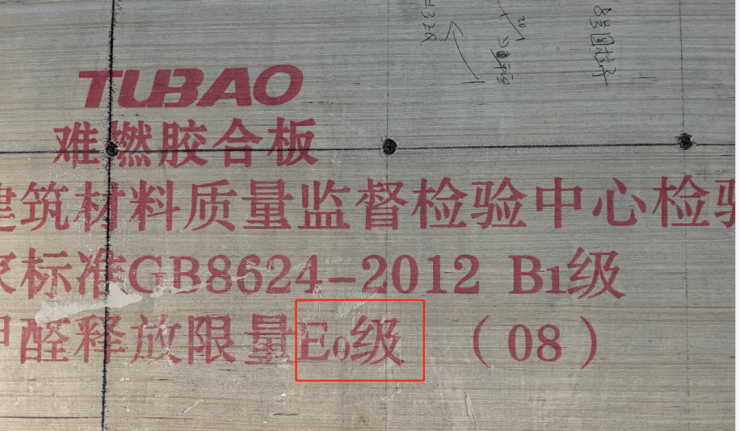 TUBAO
难燃胶合板
建筑材料质量监督检验中心检验
家标准GB8624-2012 B1级
甲醛释放限量E0级 （08）